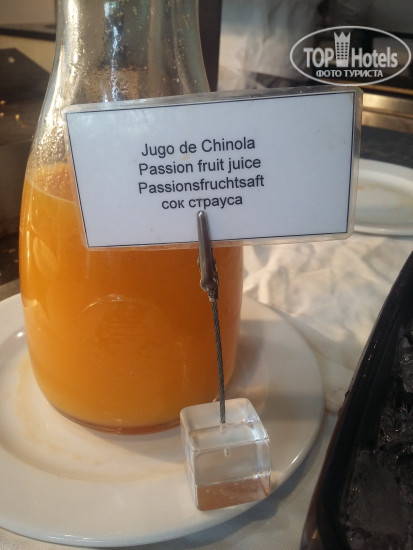 TOP Hotels
ФОТО ТУРИСТА
Jugo de Chinola
Passion fruit juice
Passionsfruchtsaft
сок страуса